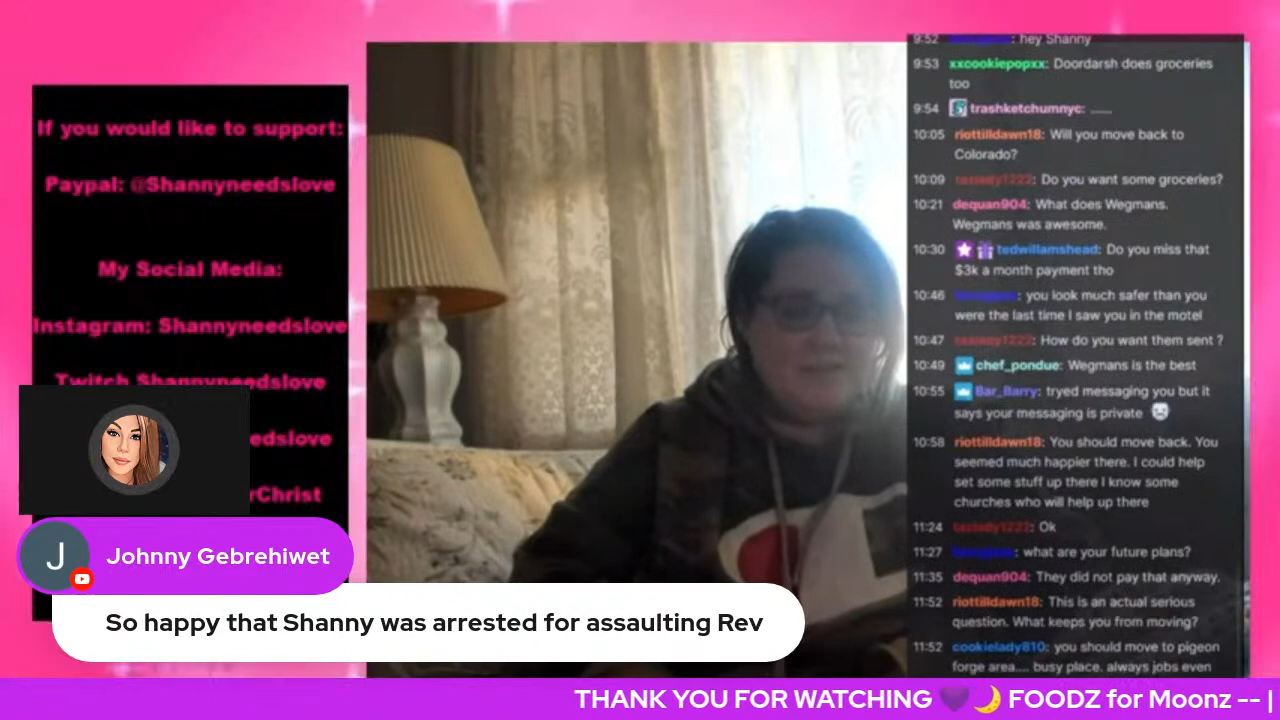 If you would like to support:
Paypal: @Shannyneedslove
My Social Media:
Instagram: Shannyneedslove
Twitch Shannyneedslove
edslove
rChrist
J
Johnny Gebrehiwet
So happy that Shanny was arrested for assaulting Rev
9:52 : hey Shanny
9:53 xxcookiepopxx: Doordarsh does groceries
too
9:54 trashketchumnyc: ......
10:05 riottilldawn18: Will you move back to
Colorado?
10:09 : Do you want some groceries?
10:21 dequan904: What does Wegmans.
Wegmans was awesome.
10:30 tedwillamshead: Do you miss that
$3k a month payment tho
10:46 : you look much safer than you
were the last time I saw you in the motel
10:47 : How do you want them sent ?
10:49 chef_pondue: Wegmans is the best
10:55 Bar_Barry: tryed messaging you but it
says your messaging is private
10:58 riottilldawn18: You should move back. You
seemed much happier there. I could help
set some stuff up there I know some
churches who will help up there
11:24 : Ok
11:27 : what are your future plans?
11:35 dequan904: They did not pay that anyway.
11:52 riottilldawn18: This is an actual serious
question. What keeps you from moving?
11:52 cookielady810: you should move to pigeon
forge area.... busy place. always jobs even
THANK YOU FOR WATCHING 💜🌙 FOODZ for Moonz -- |